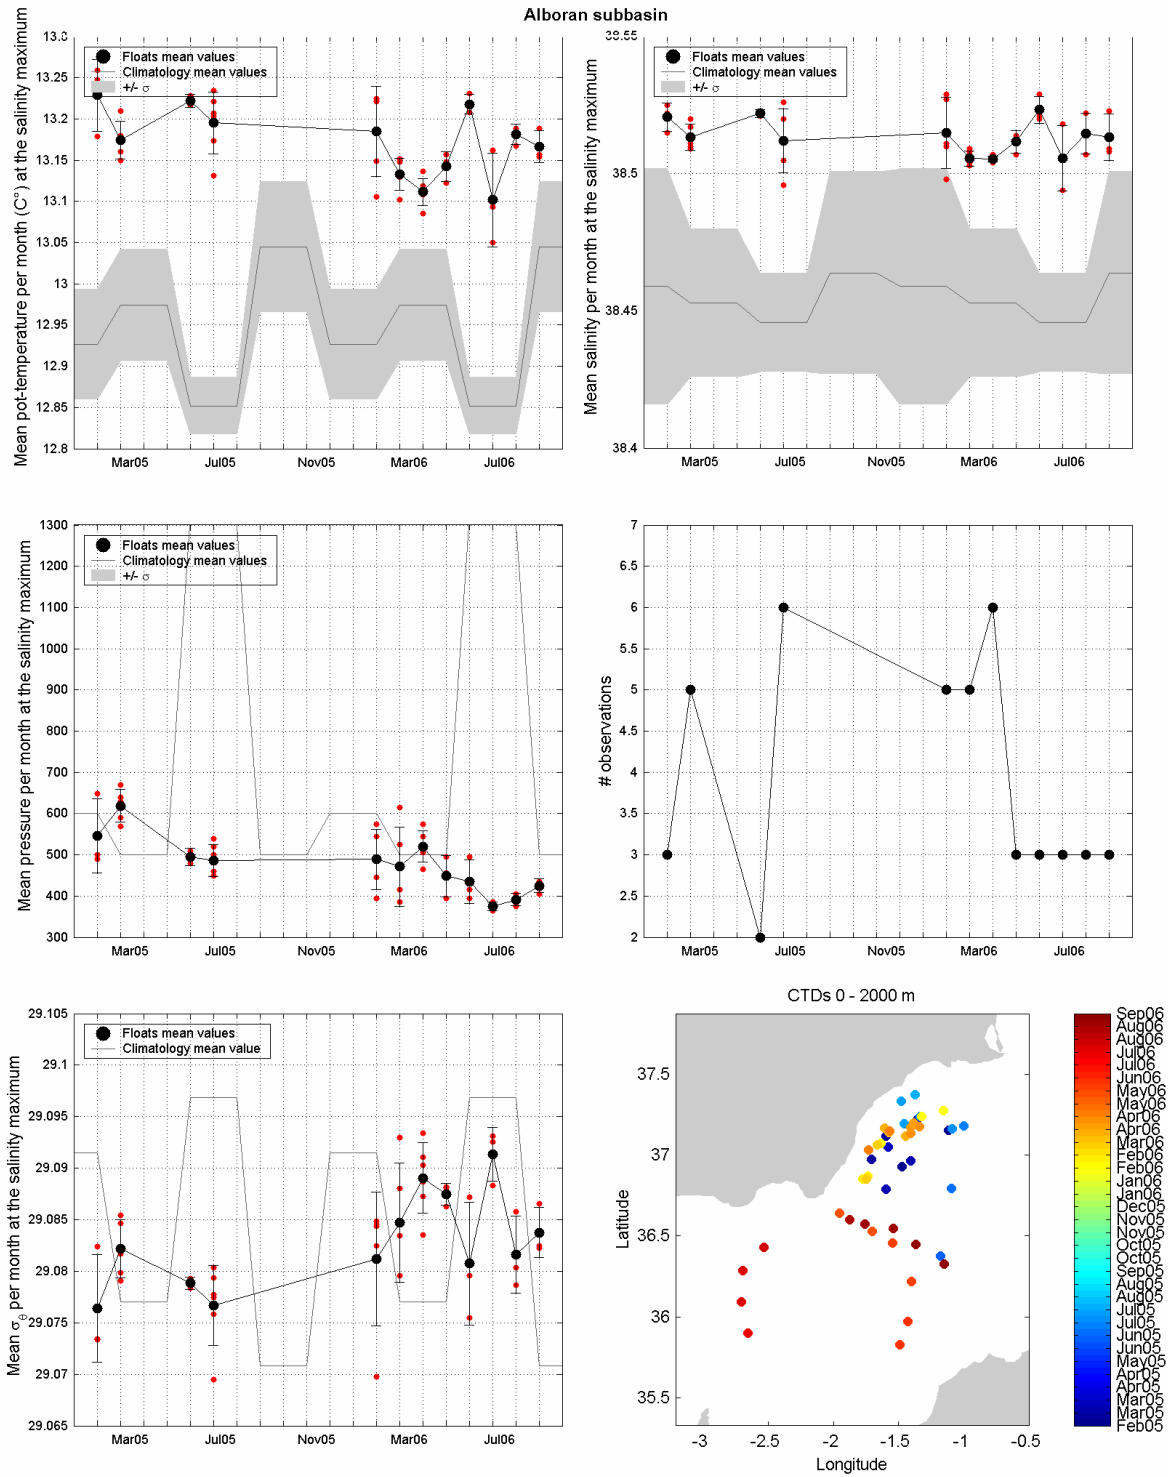 Alboran subbasin
Mean pot-temperature per month (C°) at the salinity maximum
13.3
13.25
13.2
13.15
13.1
13.05
13
12.95
12.9
12.85
12.8
Floats mean values
Climatology mean values
+/- σ
Mar05 Jul05 Nov05 Mar06 Jul06
Mean salinity per month at the salinity maximum
38.55
38.5
38.45
38.4
Floats mean values
Climatology mean values
+/- σ
Mar05 Jul05 Nov05 Mar06 Jul06
Mean pressure per month at the salinity maximum
1300
1200
1100
1000
900
800
700
600
500
400
300
Floats mean values
Climatology mean values
+/- σ
Mar05 Jul05 Nov05 Mar06 Jul06
# observations
7
6.5
6
5.5
5
4.5
4
3.5
3
2.5
2
Mar05 Jul05 Nov05 Mar06 Jul06
Mean σθ per month at the salinity maximum
29.105
29.1
29.095
29.09
29.085
29.08
29.075
29.07
29.065
Floats mean values
Climatology mean value
Mar05 Jul05 Nov05 Mar06 Jul06
CTDs 0 - 2000 m
Latitude
37.5
37
36.5
36
35.5
-3 -2.5 -2 -1.5 -1 -0.5
Longitude
Sep06
Aug06
Aug06
Jul06
Jul06
Jun06
May06
May06
Apr06
Apr06
Mar06
Feb06
Feb06
Jan06
Jan06
Dec05
Nov05
Nov05
Oct05
Oct05
Sep05
Aug05
Aug05
Jul05
Jul05
Jun05
Jun05
May05
Apr05
Apr05
Mar05
Mar05
Feb05